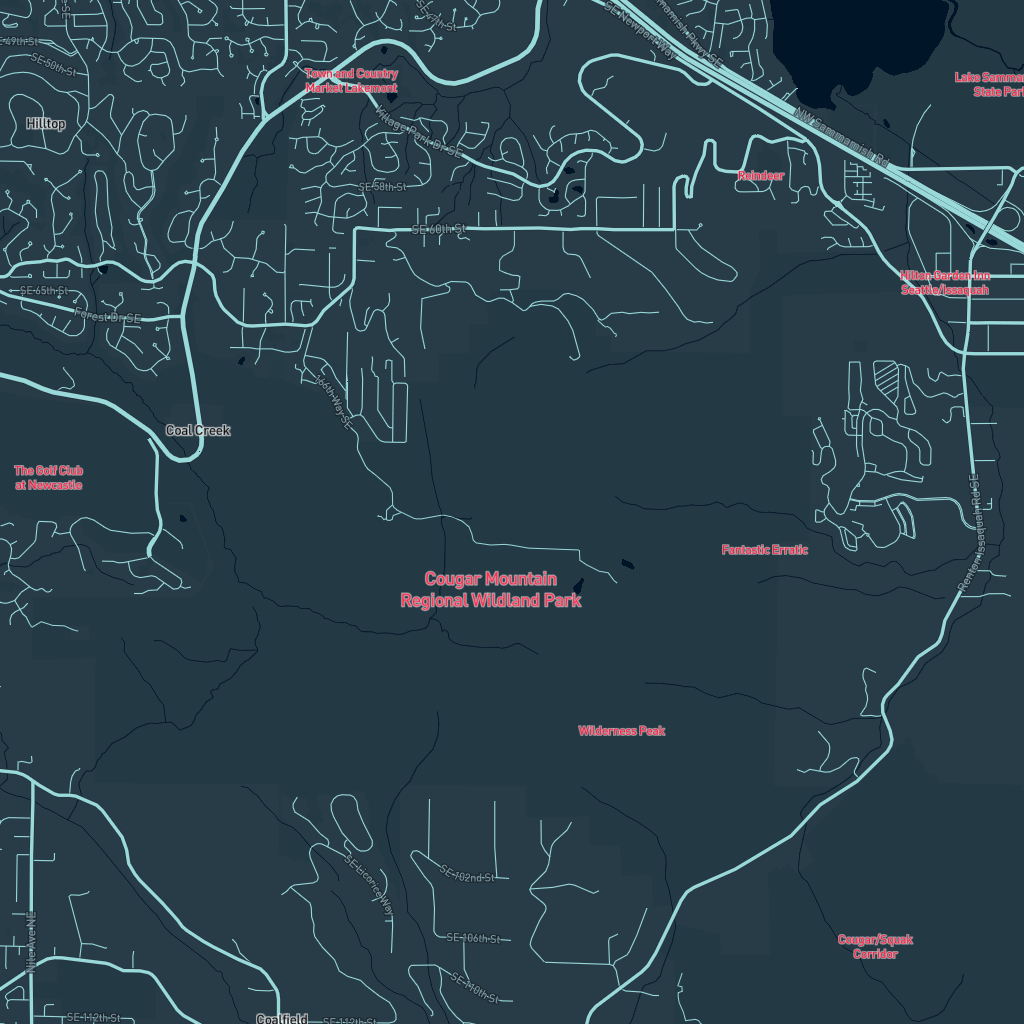 SE 47th St
SE Newport Way
Sammamish Pkwy SE
SE 49th St
SE 50th St
Town and Country
Market Lakemont
Lake Sammam
State Park
Hilltop
Village Park Dr SE
NW Sammamish Rd
SE 58th St
Reindeer
SE 60th St
Hilton Garden Inn
Seattle/Issaquah
SE 65th St
Forest Dr SE
166th Way SE
Coal Creek
The Golf Club
at Newcastle
Renton Issaquah Rd SE
Fantastic Erratic
Cougar Mountain
Regional Wildland Park
Wilderness Peak
SE Licorice Way
SE 102nd St
Nile Ave NE
SE 106th St
Cougar/Squak
Corridor
SE 110th St
SE 112th St
Coalfield
SE 112th St